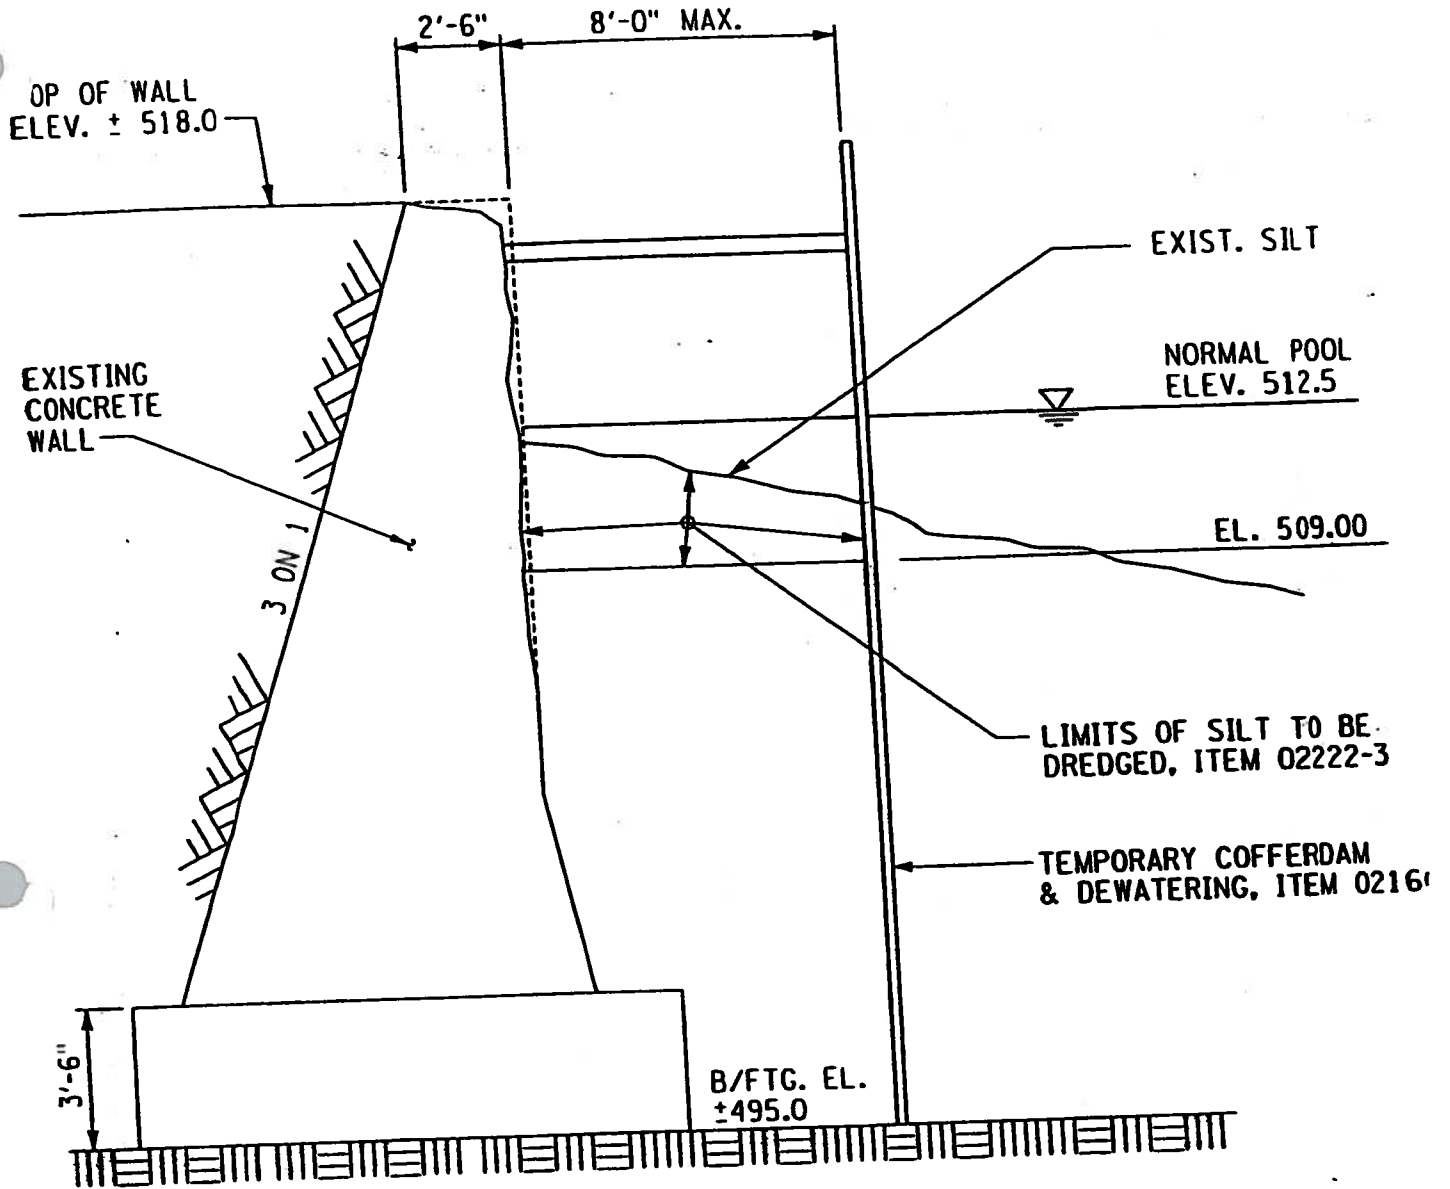 2'-6"
8'-0" MAX.
OP OF WALL
ELEV. ± 518.0
EXIST. SILT
NORMAL POOL
ELEV. 512.5
EXISTING
CONCRETE
WALL
EL. 509.00
3 ON 1
LIMITS OF SILT TO BE
DREDGED, ITEM 02222-3
TEMPORARY COFFERDAM
& DEWATERING, ITEM 0216
3'-6"
B/FTG. EL.
±495.0